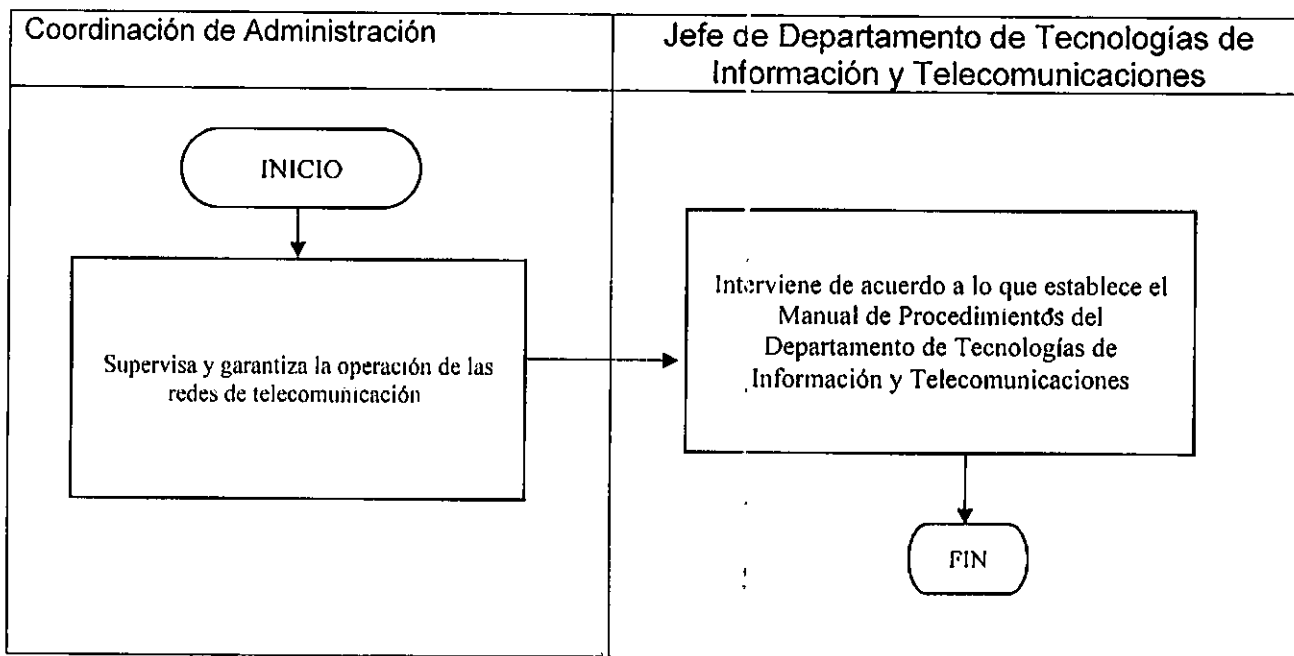 Coordinación de Administración
Jefe de Departamento de Tecnologías de
Información y Telecomunicaciones
INICIO
Supervisa y garantiza la operación de las
redes de telecomunicación
Interviene de acuerdo a lo que establece el
Manual de Procedimientos del
Departamento de Tecnologías de
Información y Telecomunicaciones
FIN